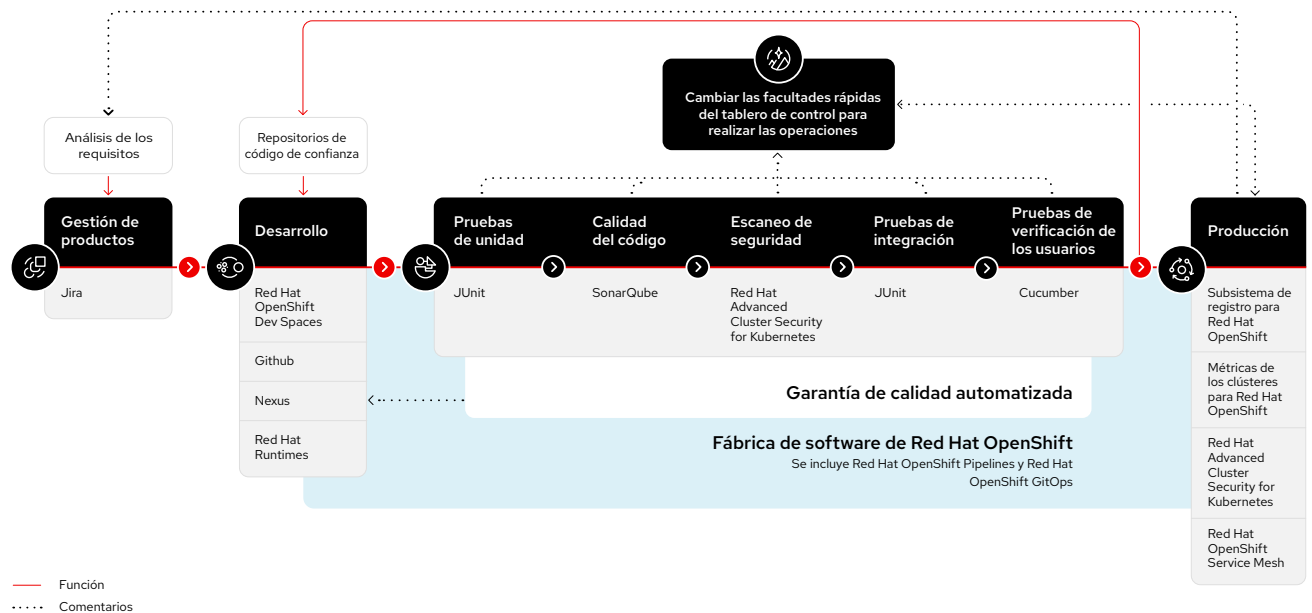 Cambiar las facultades rápidas
del tablero de control para
realizar las operaciones
Análisis de los
requisitos
Repositorios de
código de confianza
Gestión de
productos
Jira
Desarrollo
Red Hat
OpenShift
Dev Spaces
Github
Nexus
Red Hat
Runtimes
Pruebas
de unidad
JUnit
Calidad
del código
SonarQube
Escaneo de
seguridad
Red Hat
Advanced
Cluster Security
for Kubernetes
Pruebas de
integración
JUnit
Pruebas de
verificación de
los usuarios
Cucumber
Producción
Subsistema de
registro para
Red Hat
OpenShift
Métricas de
los clústeres
para Red Hat
OpenShift
Red Hat
Advanced
Cluster
Security for
Kubernetes
Red Hat
OpenShift
Service Mesh
Garantía de calidad automatizada
Fábrica de software de Red Hat OpenShift
Se incluye Red Hat OpenShift Pipelines y Red Hat
OpenShift GitOps
Función
Comentarios